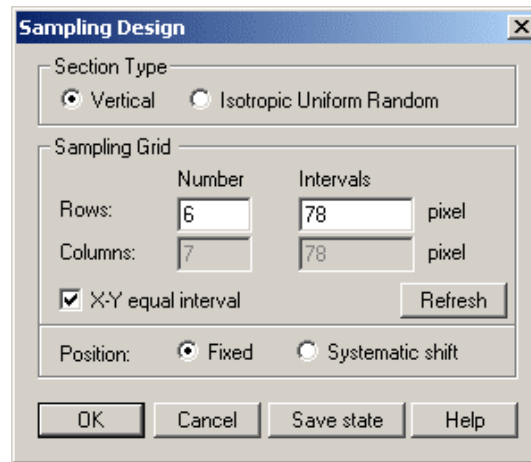 Sampling Design
Section Type
Vertical Isotropic Uniform Random
Sampling Grid
Number Intervals
Rows: 6 78 pixel
Columns: 7 78 pixel
X-Y equal interval Refresh
Position: Fixed Systematic shift
OK Cancel Save state Help